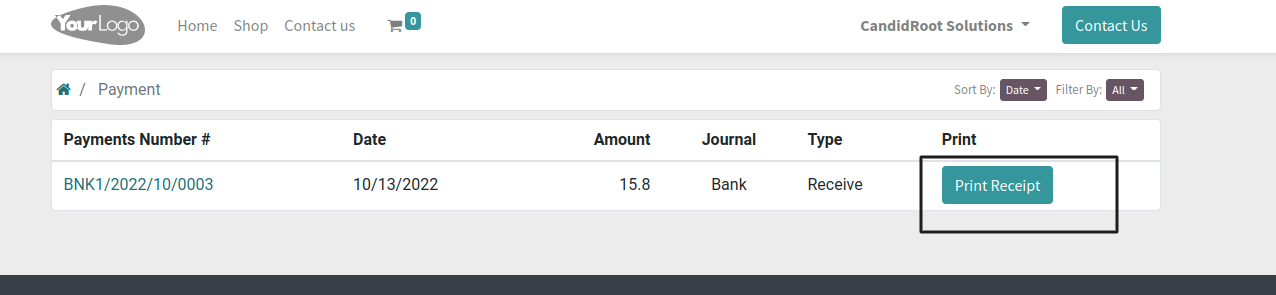 YourLogo Home Shop Contact us 0 CandidRoot Solutions Contact Us
/ Payment Sort By: Date Filter By: All
Payments Number # Date Amount Journal Type Print
BNK1/2022/10/0003 10/13/2022 15.8 Bank Receive Print Receipt